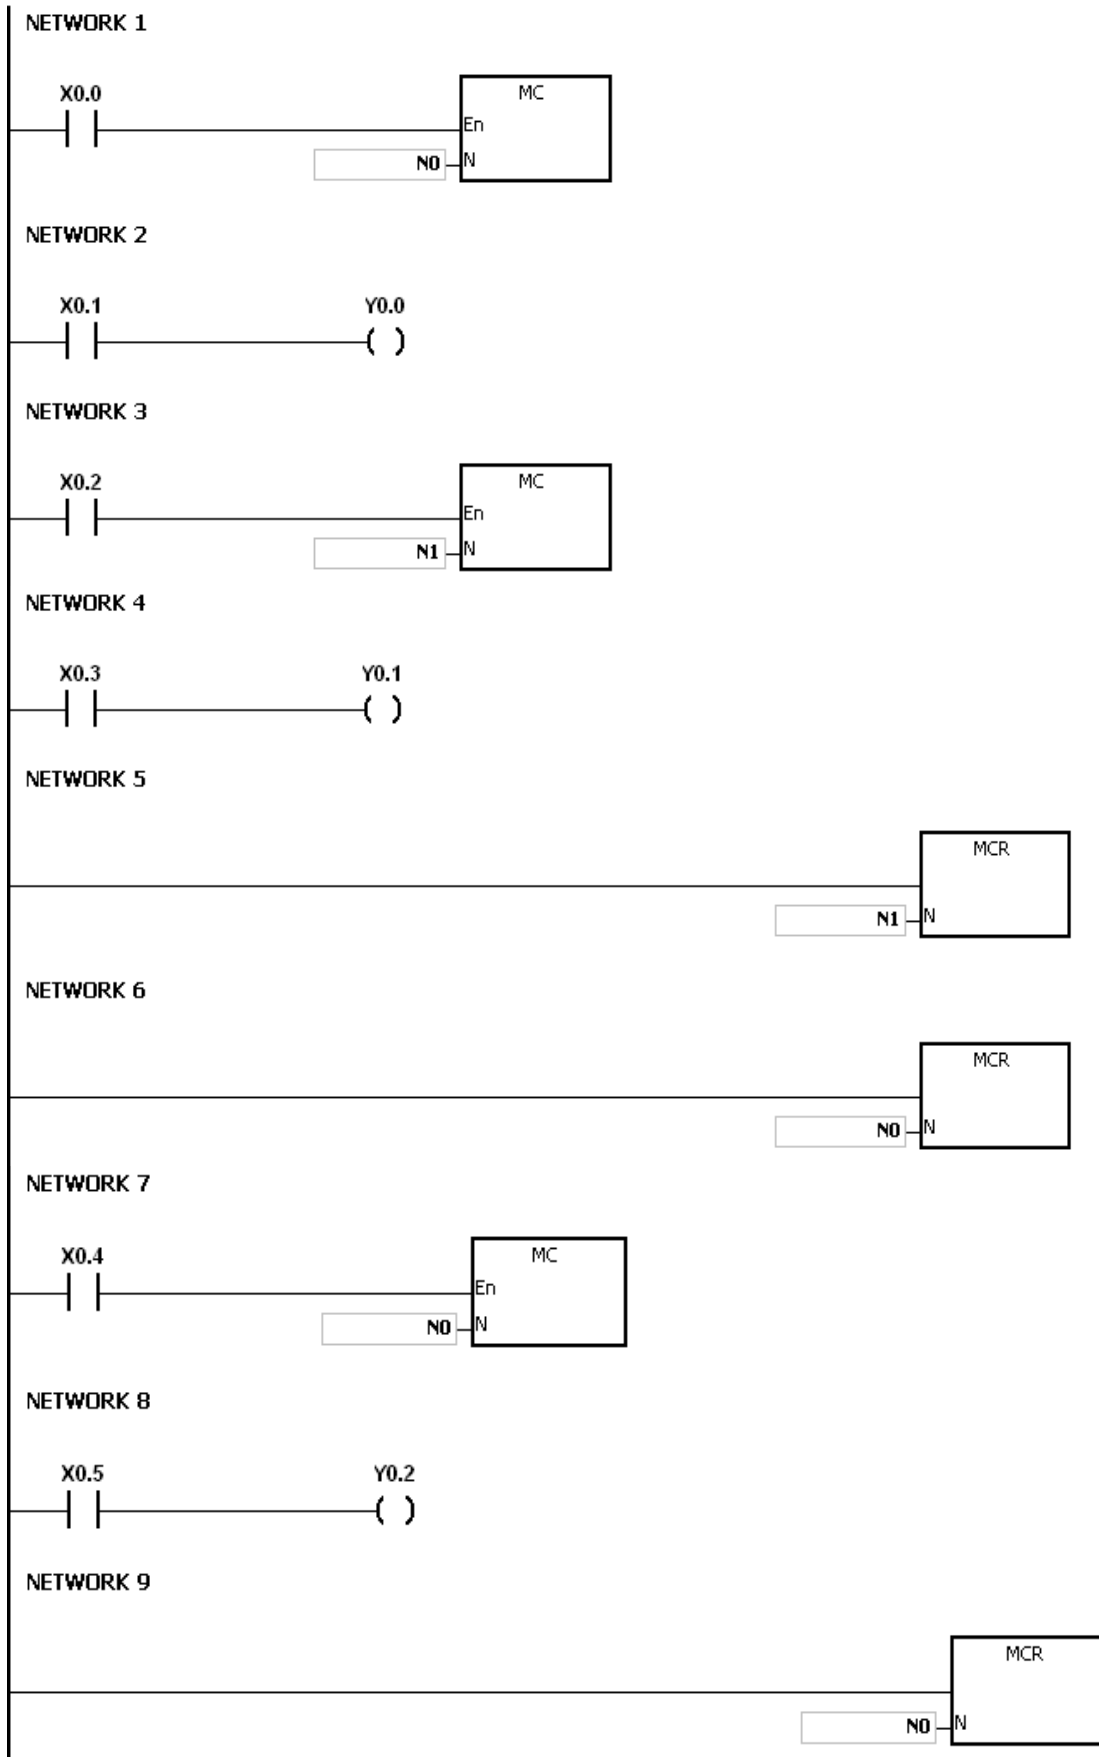 NETWORK 1
X0.0
MC
En
N0 N
NETWORK 2
X0.1 Y0.0
NETWORK 3
X0.2
MC
En
N1 N
NETWORK 4
X0.3 Y0.1
NETWORK 5
MCR
N1 N
NETWORK 6
MCR
N0 N
NETWORK 7
X0.4
MC
En
N0 N
NETWORK 8
X0.5 Y0.2
NETWORK 9
MCR
N0 N